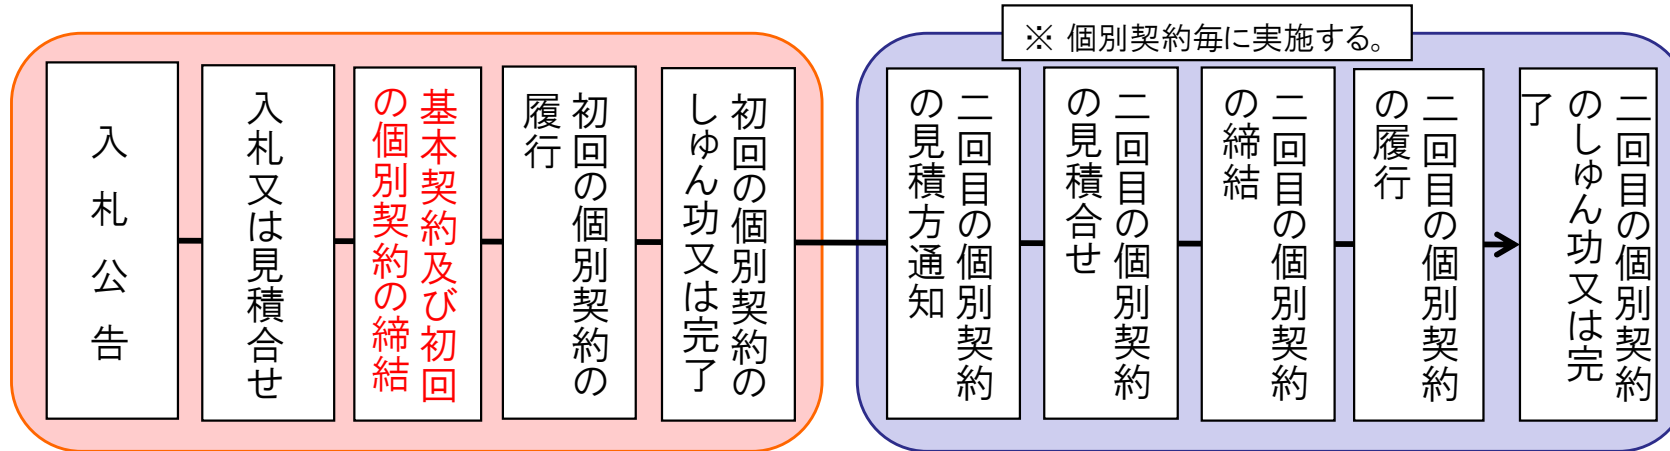 ※ 個別契約毎に実施する。
入札公告
入札又は見積合せ
基本契約及び初回
の個別契約の締結
初回の個別契約の
履行
初回の個別契約の
しゅん功又は完了
二回目の個別契約
の見積方通知
二回目の個別契約
の見積合せ
二回目の個別契約
の締結
二回目の個別契約
の履行
二回目の個別契約
のしゅん功又は完
了